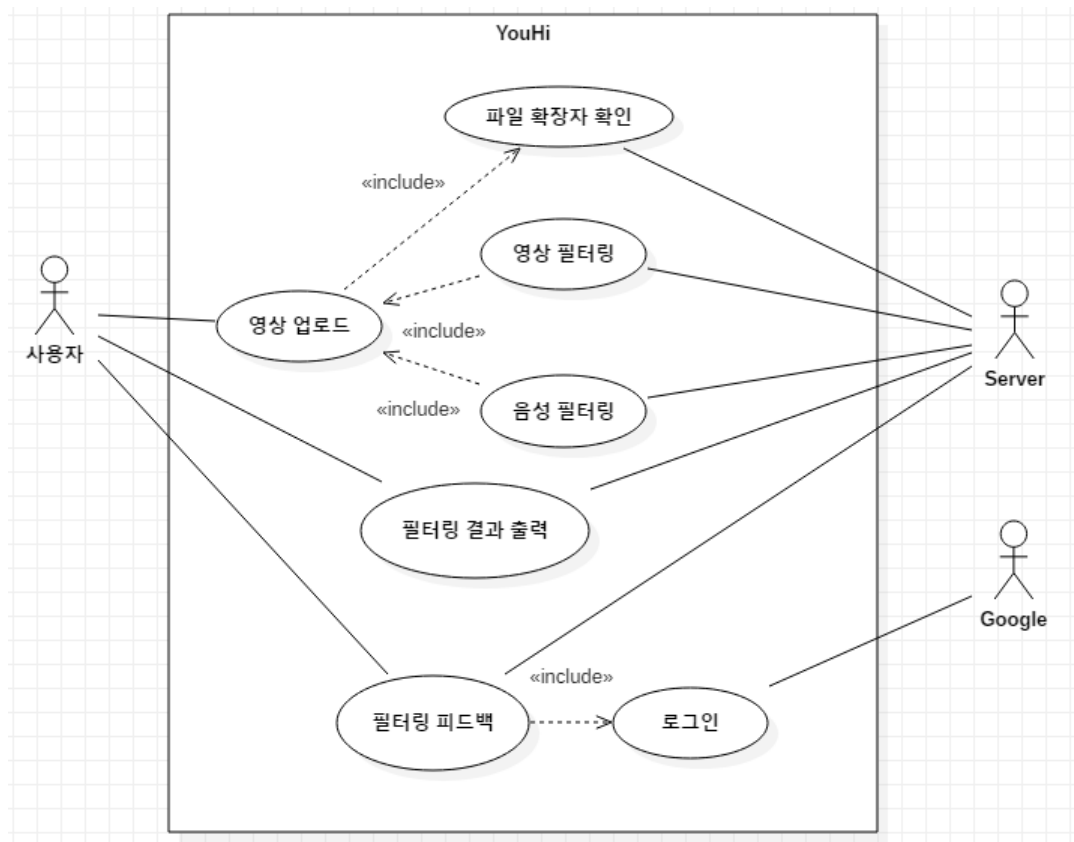 YouHi
파일 확장자 확인
«include»
영상 필터링
영상 업로드
«include»
사용자
Server
«include»
음성 필터링
필터링 결과 출력
Google
«include»
필터링 피드백
로그인